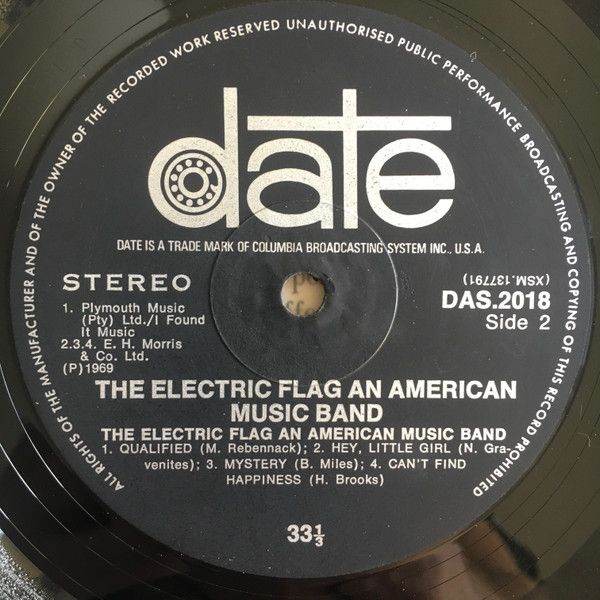 ALL RIGHTS OF THE MANUFACTURER AND OF THE OWNER OF THE RECORDED WORK RESERVED UNAUTHORISED PUBLIC PERFORMANCE BROADCASTING AND COPYING OF THIS RECORD PROHIBITED
date
DATE IS A TRADE MARK OF COLUMBIA BROADCASTING SYSTEM INC., U.S.A.
STEREO
1. Plymouth Music
(Pty) Ltd./I Found
It Music
2.3.4. E. H. Morris
& Co. Ltd.
(P)1969
(XSM.137791)
DAS.2018
Side 2
THE ELECTRIC FLAG AN AMERICAN
MUSIC BAND
THE ELECTRIC FLAG AN AMERICAN MUSIC BAND
1. QUALIFIED (M. Rebennack); 2. HEY, LITTLE GIRL (N. Gra-
venites); 3. MYSTERY (B. Miles); 4. CAN'T FIND
HAPPINESS (H. Brooks)
33⅓